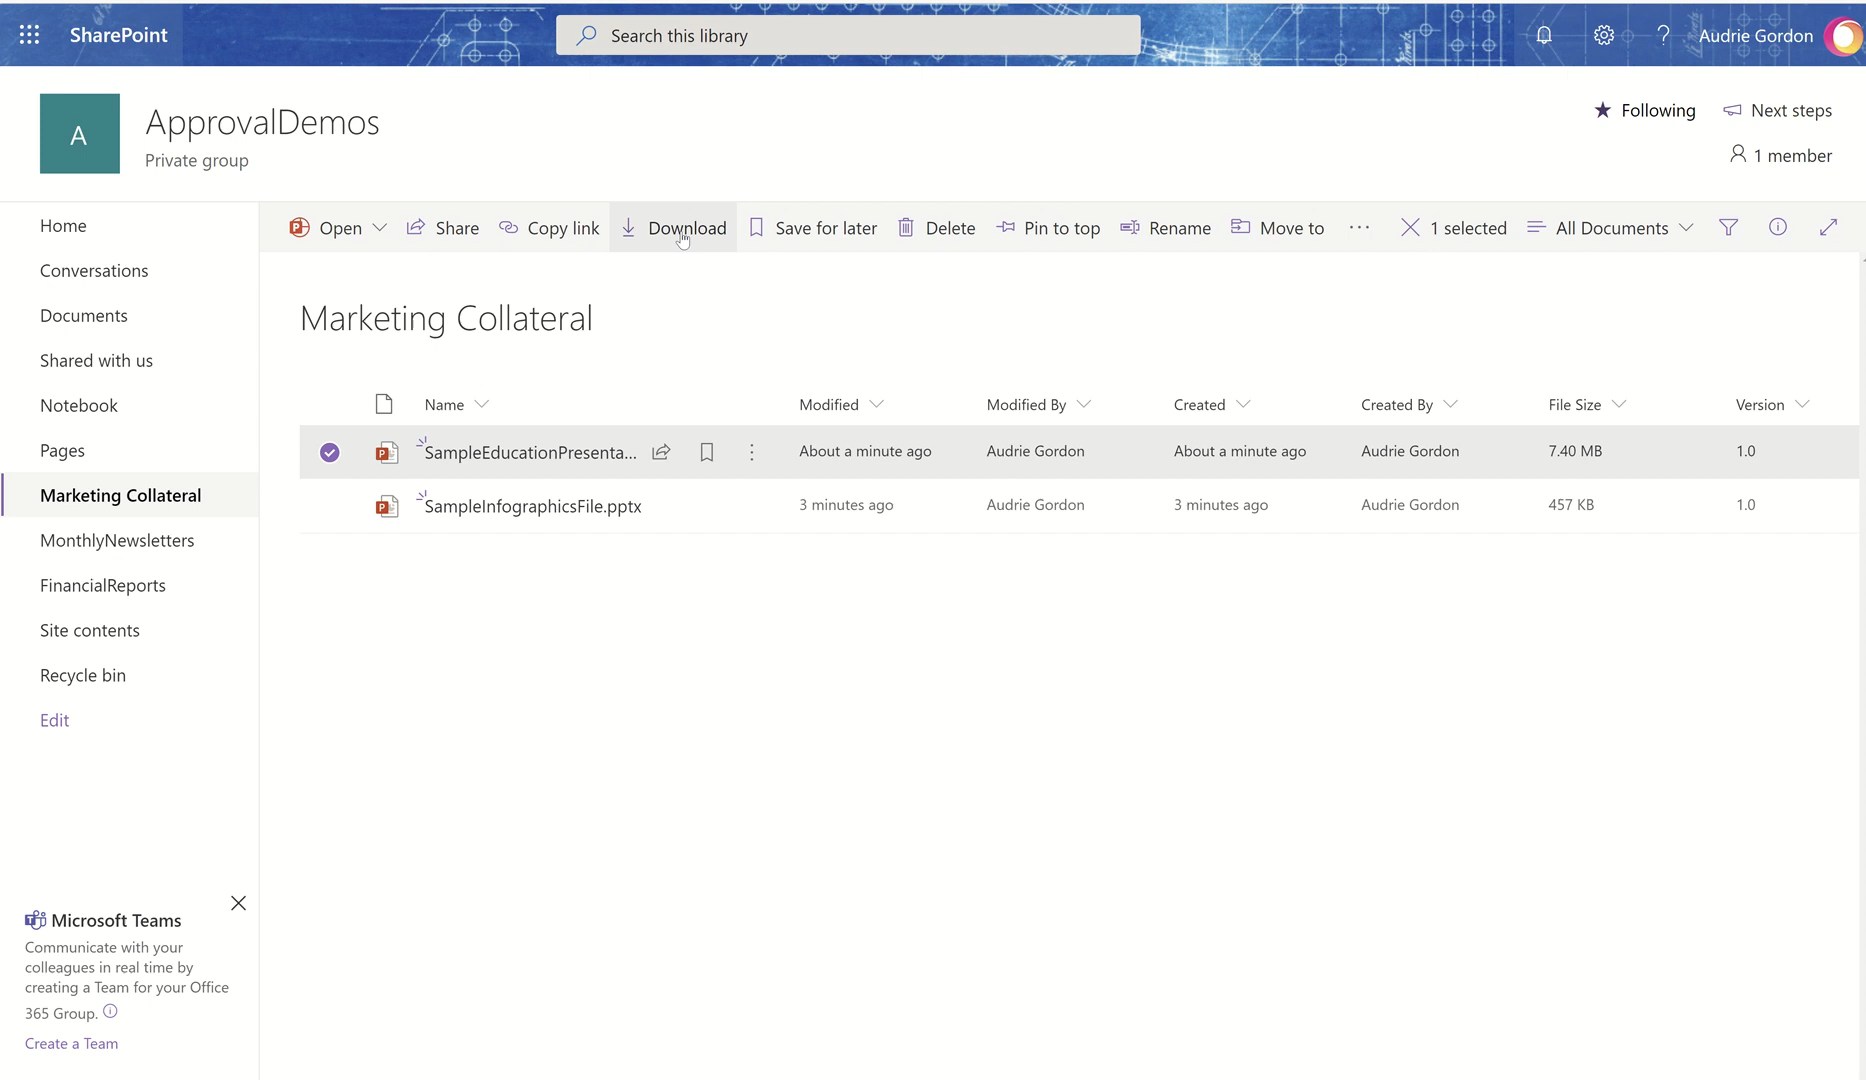 SharePoint
Search this library
Audrie Gordon
A
ApprovalDemos
Private group
Following
Next steps
1 member
Home
Conversations
Documents
Shared with us
Notebook
Pages
Marketing Collateral
MonthlyNewsletters
FinancialReports
Site contents
Recycle bin
Edit
Microsoft Teams
Communicate with your
colleagues in real time by
creating a Team for your Office
365 Group.
Create a Team
Open Share Copy link Download Save for later Delete Pin to top Rename Move to 1 selected All Documents
Marketing Collateral
Name Modified Modified By Created Created By File Size Version
SampleEducationPresenta... About a minute ago Audrie Gordon About a minute ago Audrie Gordon 7.40 MB 1.0
SampleInfographicsFile.pptx 3 minutes ago Audrie Gordon 3 minutes ago Audrie Gordon 457 KB 1.0